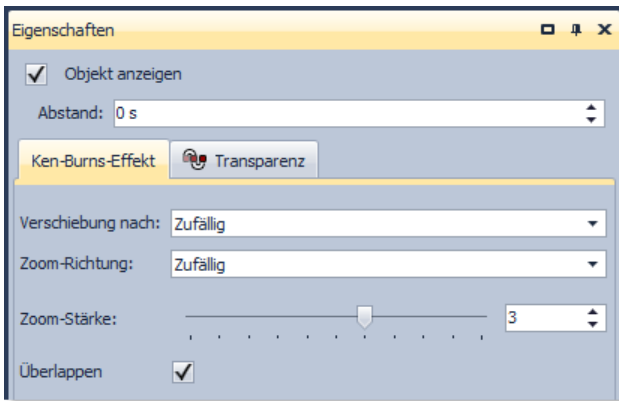 Eigenschaften
Objekt anzeigen
Abstand: 0 s
Ken-Burns-Effekt Transparenz
Verschiebung nach: Zufällig
Zoom-Richtung: Zufällig
Zoom-Stärke: 3
Überlappen